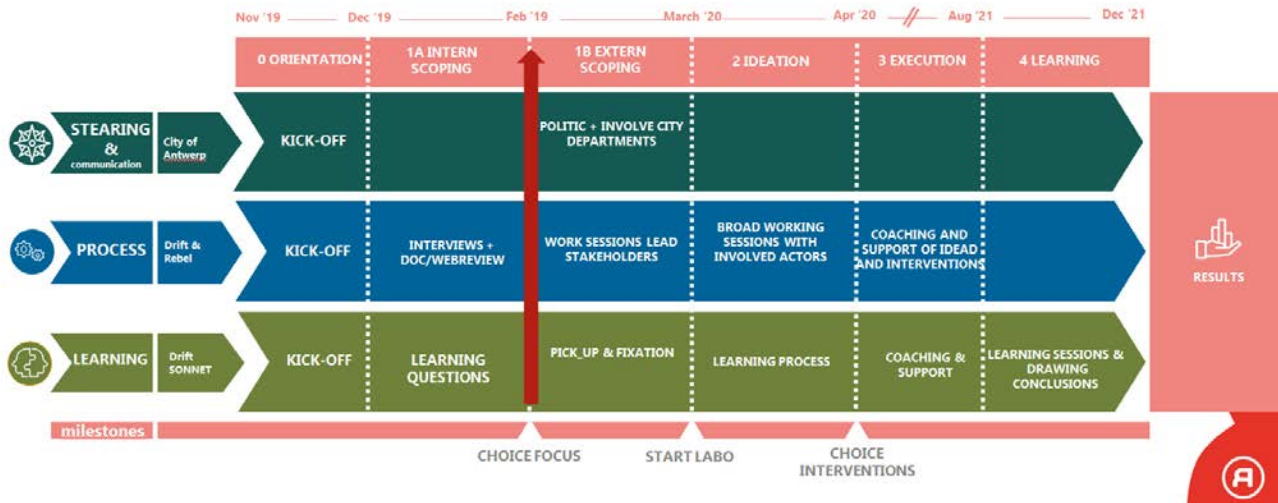 Nov '19 Dec '19 Feb '19 March '20 Apr '20 Aug '21 Dec '21
0 ORIENTATION
1A INTERN
SCOPING
1B EXTERN
SCOPING
2 IDEATION
3 EXECUTION
4 LEARNING
STEARING
&
communication
City of
Antwerp
KICK-OFF
POLITIC + INVOLVE CITY
DEPARTMENTS
PROCESS
Drift &
Rebel
KICK-OFF
INTERVIEWS +
DOC/WEBREVIEW
WORK SESSIONS LEAD
STAKEHOLDERS
BROAD WORKING
SESSIONS WITH
INVOLVED ACTORS
COACHING AND
SUPPORT OF IDEAD
AND INTERVENTIONS
RESULTS
LEARNING
Drift
SONNET
KICK-OFF
LEARNING
QUESTIONS
PICK_UP & FIXATION
LEARNING PROCESS
COACHING &
SUPPORT
LEARNING SESSIONS &
DRAWING
CONCLUSIONS
milestones
CHOICE FOCUS
START LABO
CHOICE
INTERVENTIONS
A